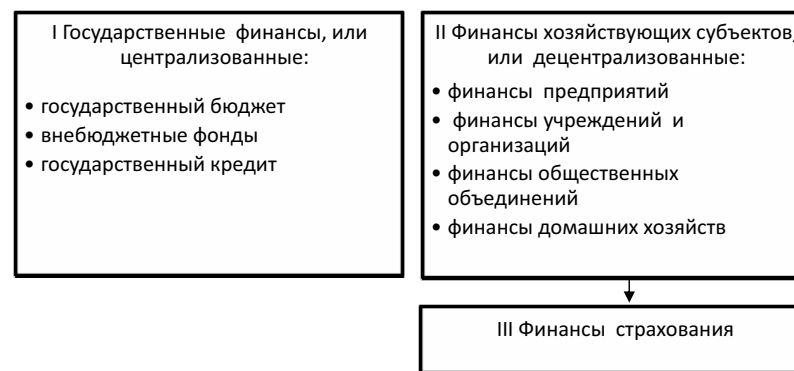 I Государственные финансы, или
централизованные:
• государственный бюджет
• внебюджетные фонды
• государственный кредит
II Финансы хозяйствующих субъектов,
или децентрализованные:
• финансы предприятий
• финансы учреждений и
организаций
• финансы общественных
объединений
• финансы домашних хозяйств
III Финансы страхования